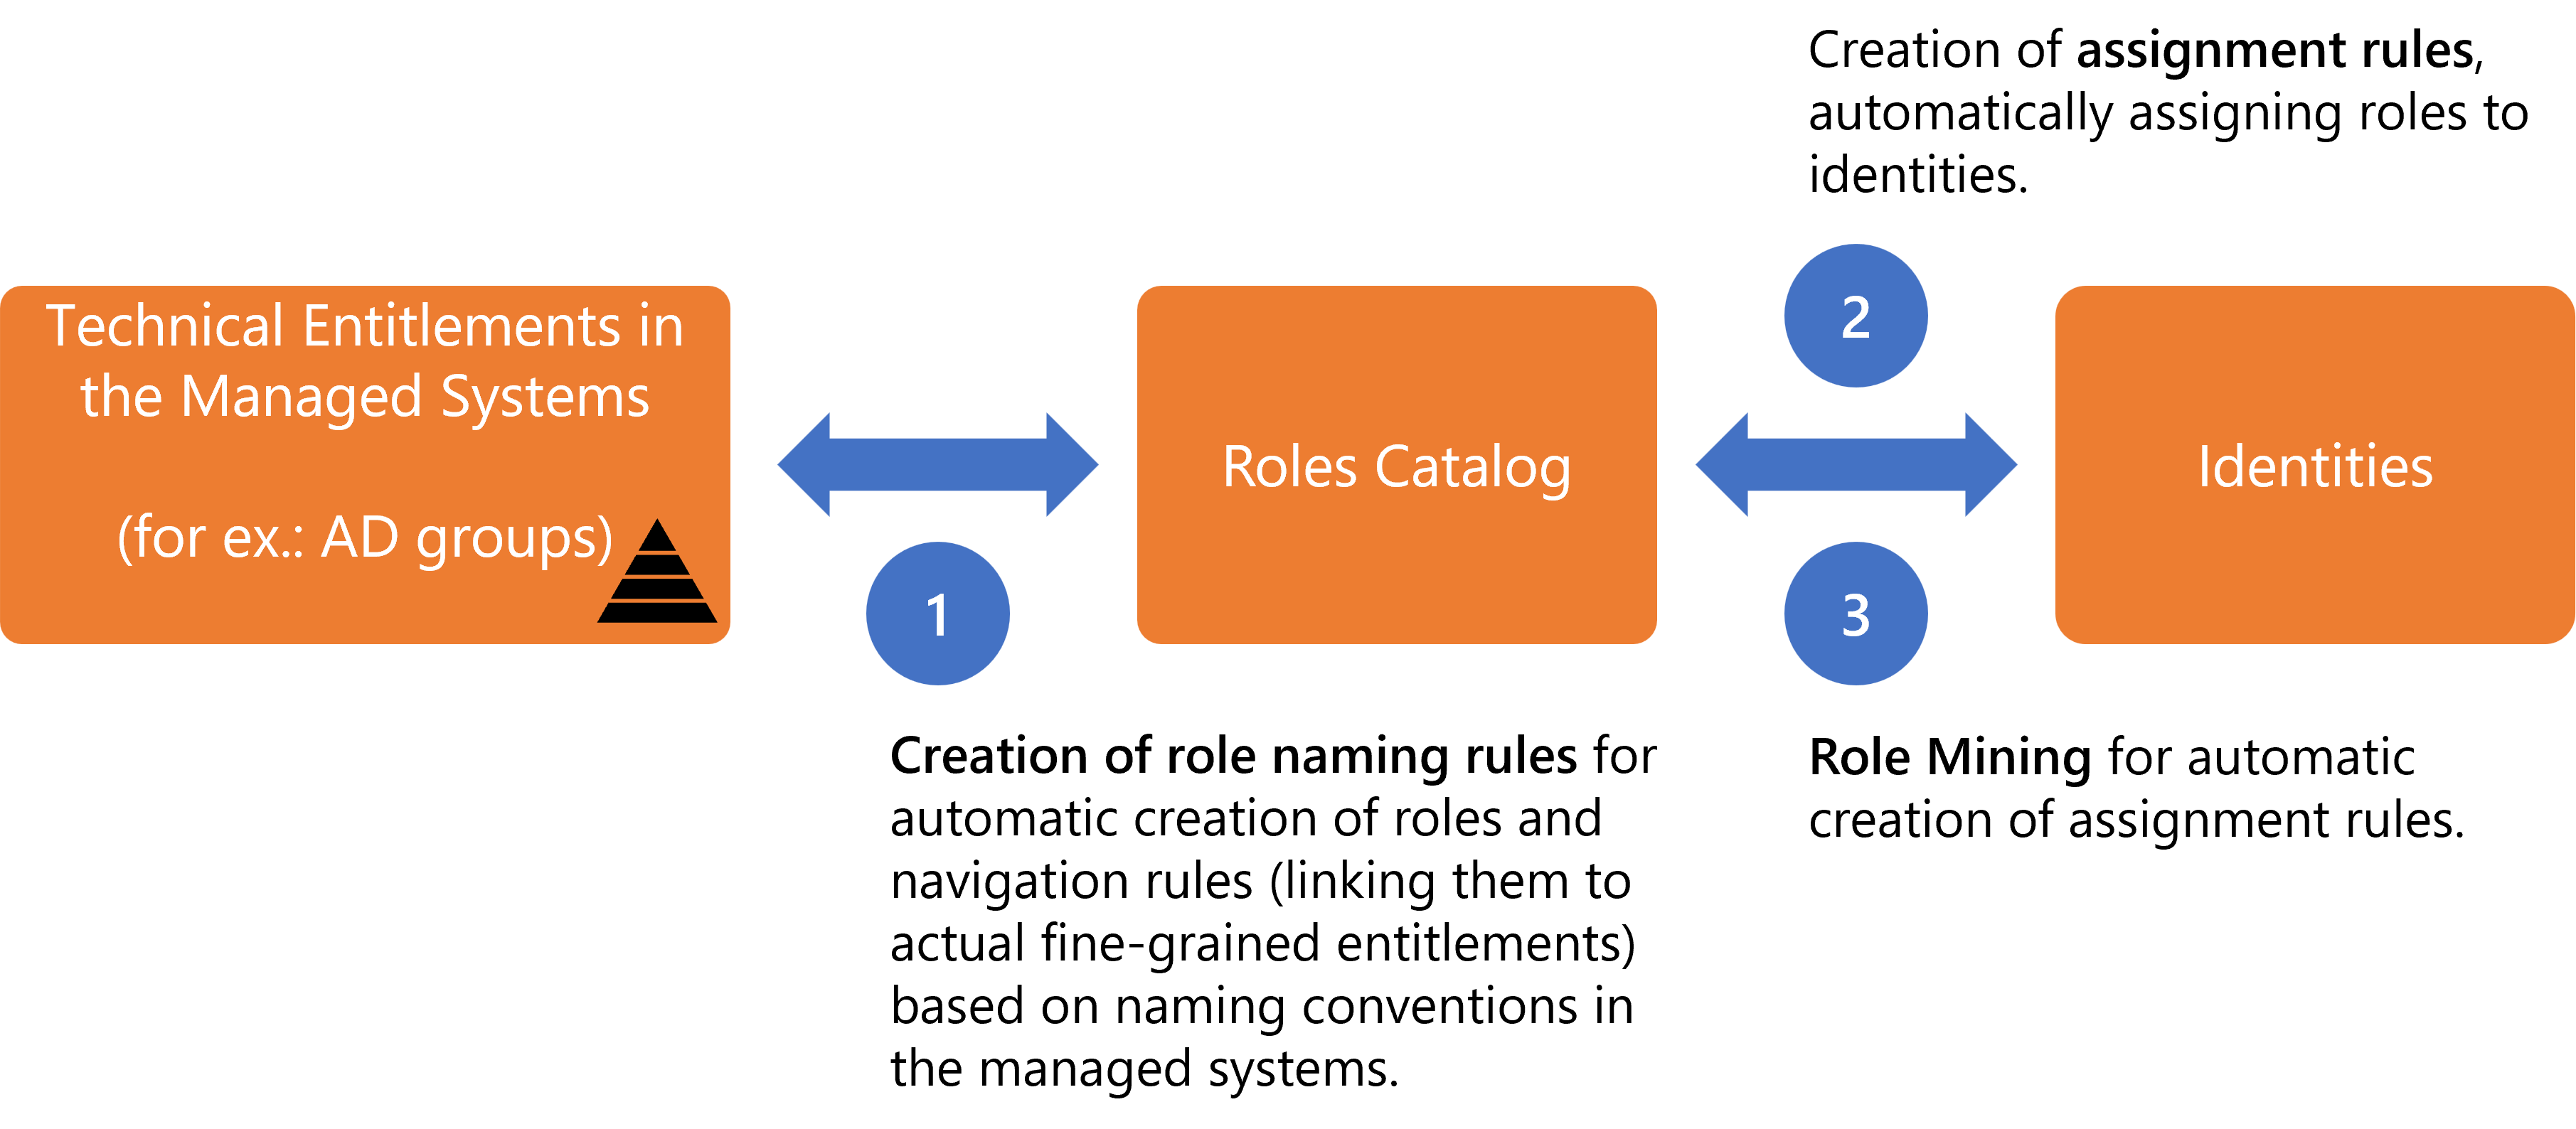 Creation of assignment rules,
automatically assigning roles to
identities.
Technical Entitlements in
the Managed Systems
(for ex.: AD groups)
Roles Catalog
2
Identities
1
3
Creation of role naming rules for
automatic creation of roles and
navigation rules (linking them to
actual fine-grained entitlements)
based on naming conventions in
the managed systems.
Role Mining for automatic
creation of assignment rules.